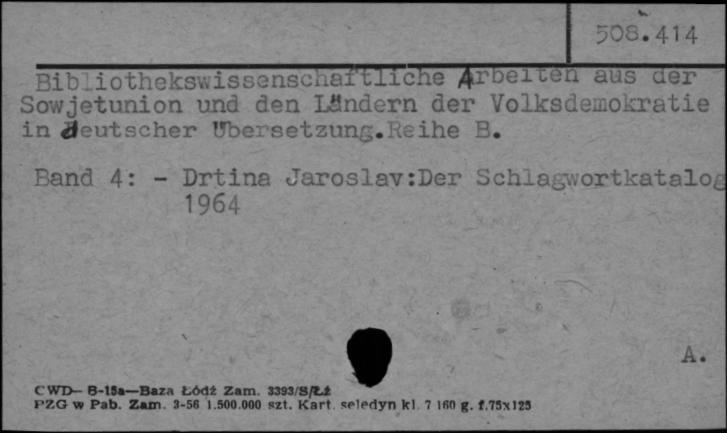 508.414
Bibliothekswissenschaftliche Arbeiten aus der
Sowjetunion und den Ländern der Volksdemokratie
in deutscher Übersetzung.Reihe B.
Band 4: - Drtina Jaroslav:Der Schlagwortkatalog
1964
A.
CWD— B-15a—Baza Łódź Zam. 3393/S/Łź
PZG w Pab. Zam. 3-56 1.500.000 szt. Kart. seledyn kl. 7 160 g. f.75x125